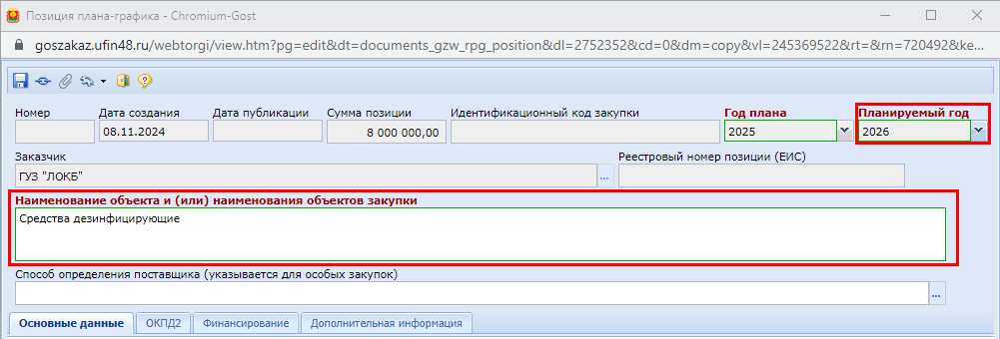 Позиция плана-графика - Chromium-Gost
goszakaz.ufin48.ru/webtorgi/view.htm?pg=edit&dt=documents_gzw_rpg_position&dl=2752352&cd=0&dm=copy&vl=245369522&rt=&rn=720492&ke...
Номер Дата создания Дата публикации Сумма позиции Идентификационный код закупки Год плана Планируемый год
08.11.2024 8 000 000,00 2025 2026
Заказчик Реестровый номер позиции (ЕИС)
ГУЗ "ЛОКБ" ...
Наименование объекта и (или) наименования объектов закупки
Средства дезинфицирующие
Способ определения поставщика (указывается для особых закупок)
...
Основные данные ОКПД2 Финансирование Дополнительная информация